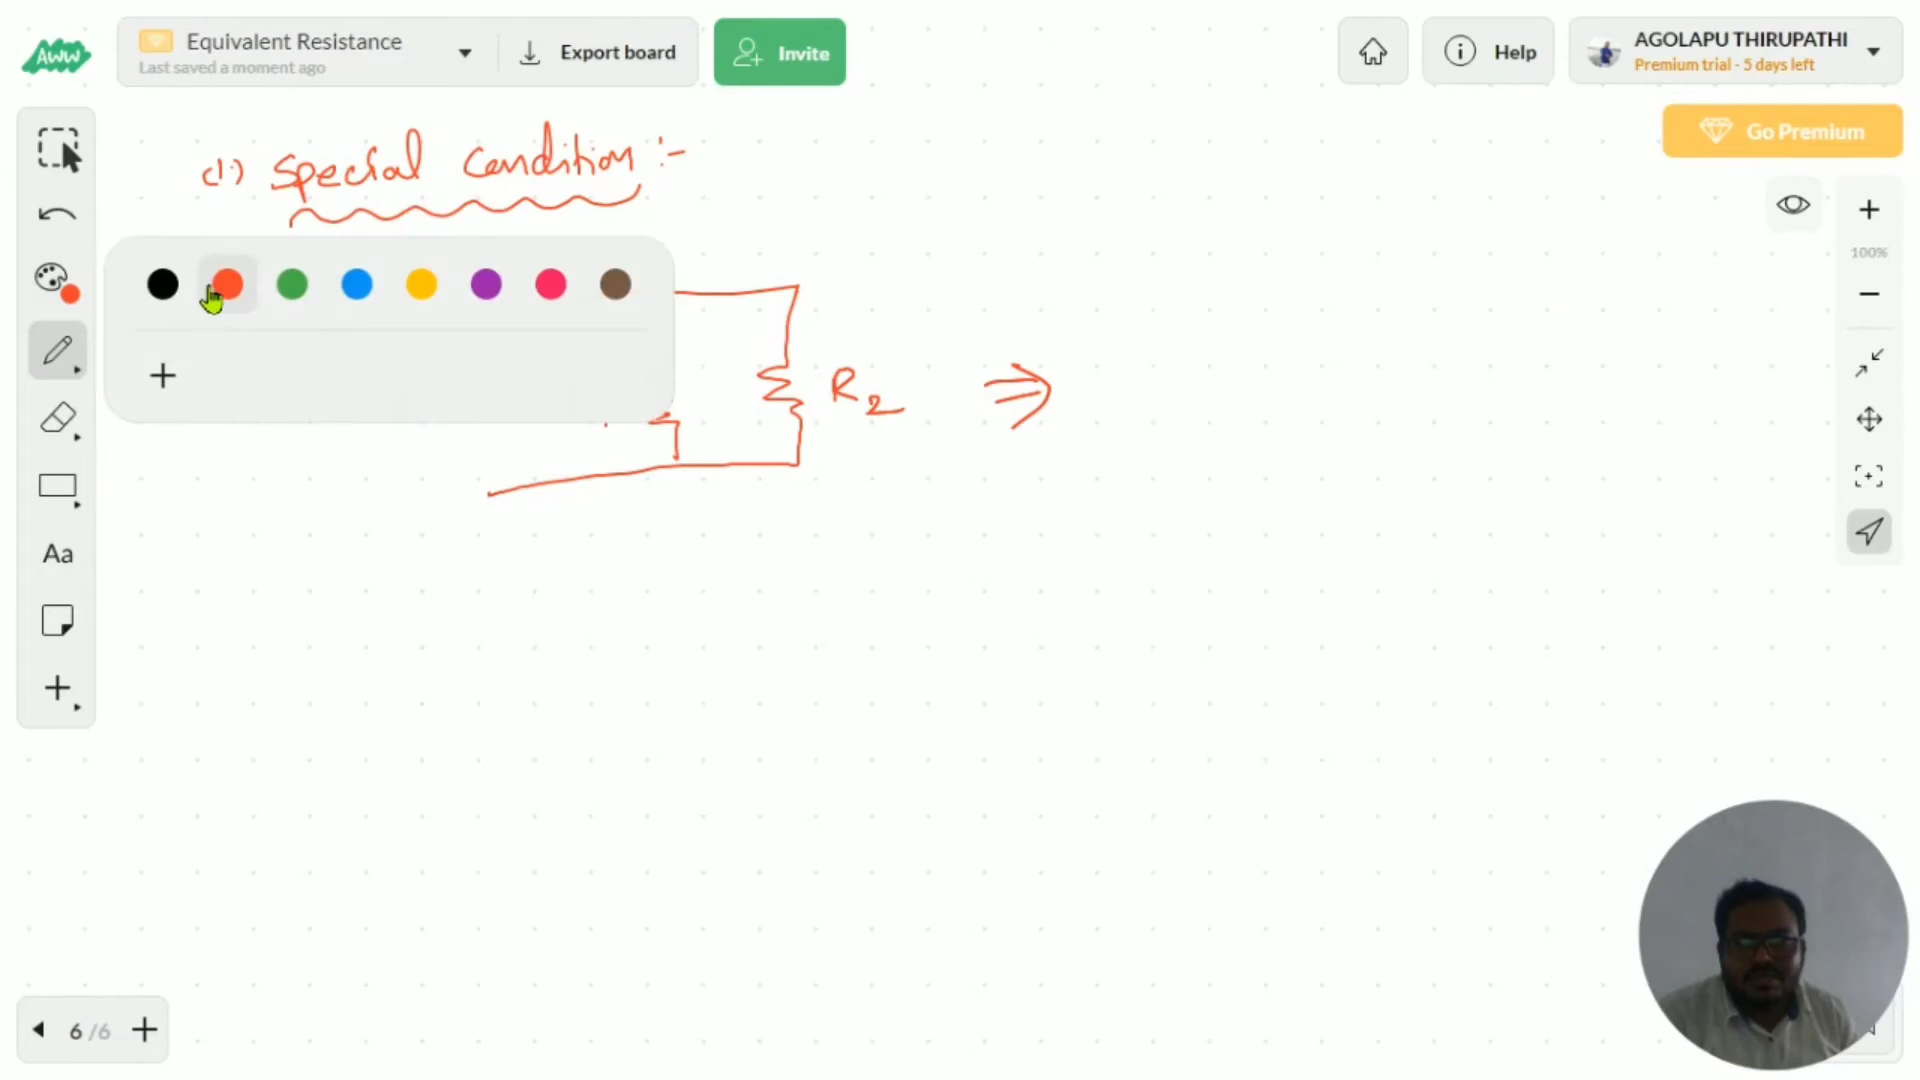 AWW
Equivalent Resistance
Last saved a moment ago
Export board
Invite
Help
AGOLAPU THIRUPATHI
Premium trial - 5 days left
Go Premium
(1) Special Condition :-
100%
R2
⇒
Aa
6 /6